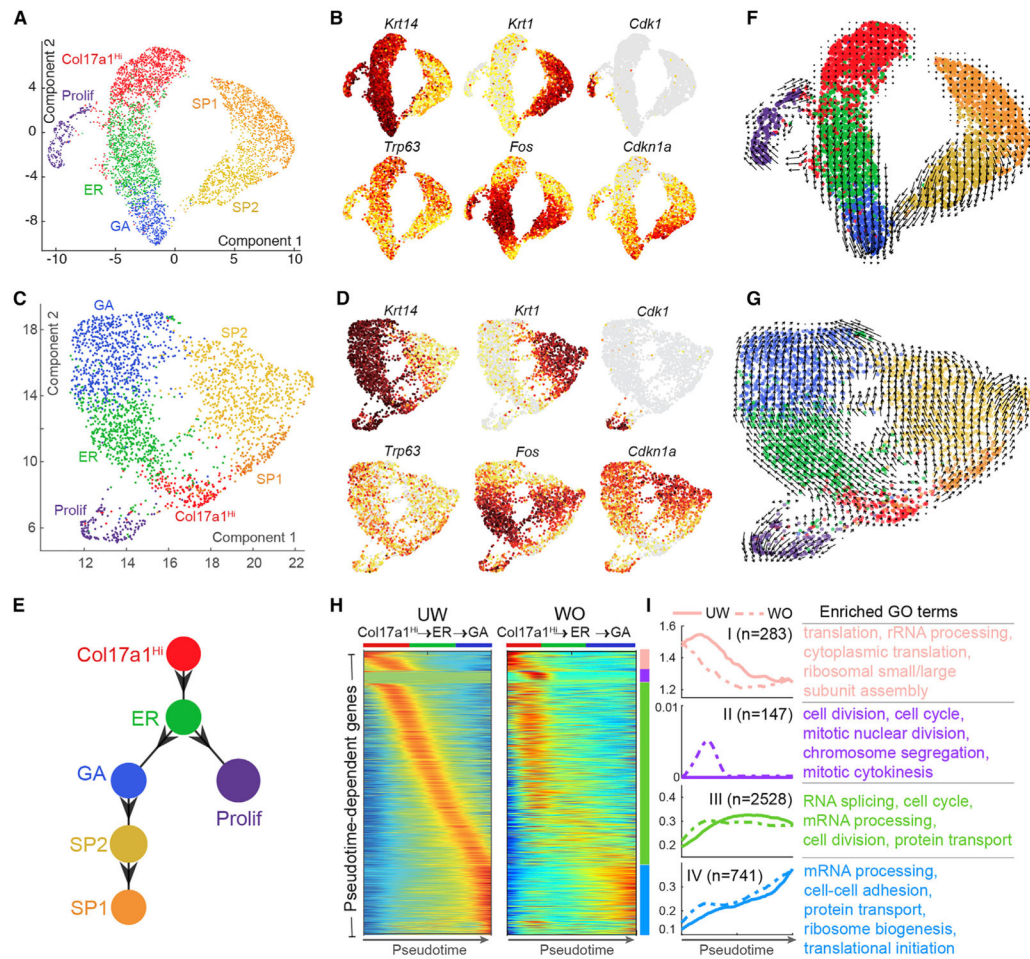 A
Component 2
4
0
-4
-8
-10
-5
0
5
10
Component 1
Col17a1Hi
Prolif
ER
GA
SP1
SP2
B
Krt14
Krt1
Cdk1
Trp63
Fos
Cdkn1a
F
C
Component 2
18
16
14
12
10
8
6
12
14
16
18
20
22
Component 1
GA
SP2
ER
SP1
Prolif
Col17a1Hi
D
Krt14
Krt1
Cdk1
Trp63
Fos
Cdkn1a
G
E
Col17a1Hi
ER
GA
Prolif
SP2
SP1
H
UW
WO
Col17a1Hi→ER→GA
Col17a1Hi→ER →GA
Pseudotime-dependent genes
Pseudotime
Pseudotime
I
UW
WO
Enriched GO terms
I (n=283)
1.6
1.4
1.2
translation, rRNA processing,
cytoplasmic translation,
ribosomal small/large
subunit assembly
II (n=147)
0.01
0
cell division, cell cycle,
mitotic nuclear division,
chromosome segregation,
mitotic cytokinesis
III (n=2528)
0.4
0.3
0.2
RNA splicing, cell cycle,
mRNA processing,
cell division, protein transport
IV (n=741)
0.3
0.2
0.1
mRNA processing,
cell-cell adhesion,
protein transport,
ribosome biogenesis,
translational initiation
Pseudotime